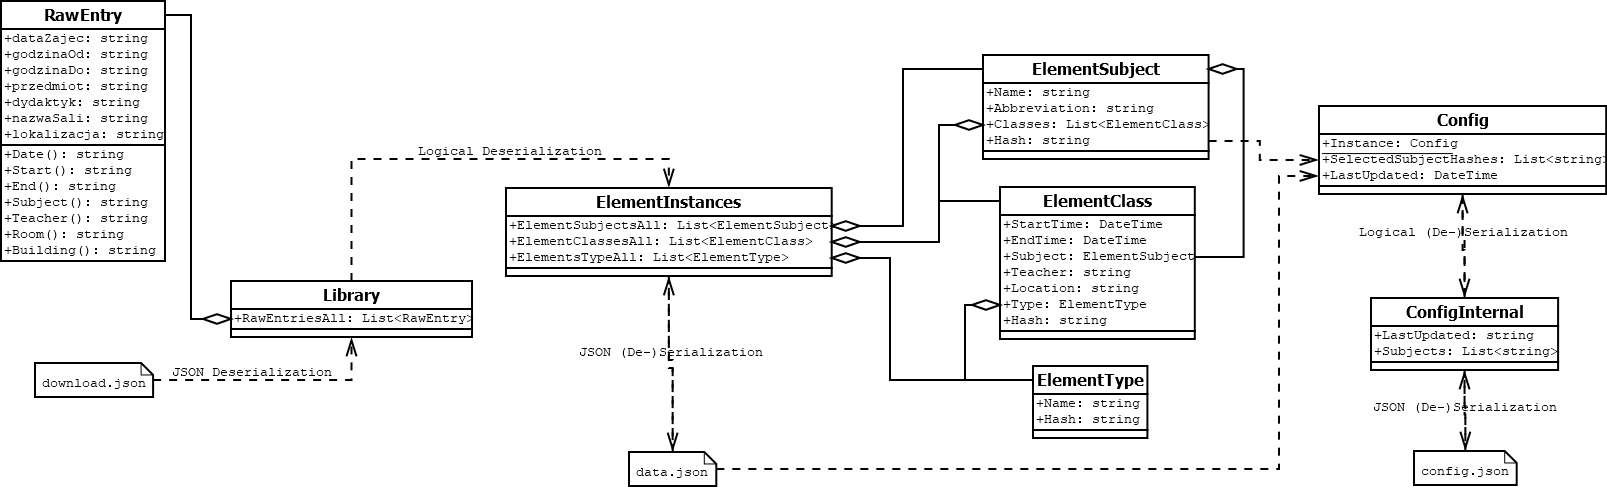 RawEntry
+dataZajec: string
+godzinaOd: string
+godzinaDo: string
+przedmiot: string
+dydaktyk: string
+nazwaSali: string
+lokalizacja: string
+Date(): string
+Start(): string
+End(): string
+Subject(): string
+Teacher(): string
+Room(): string
+Building(): string
Library
+RawEntriesAll: List<RawEntry>
download.json
JSON Deserialization
Logical Deserialization
ElementInstances
+ElementSubjectsAll: List<ElementSubject>
+ElementClassesAll: List<ElementClass>
+ElementsTypeAll: List<ElementType>
JSON (De-)Serialization
data.json
ElementSubject
+Name: string
+Abbreviation: string
+Classes: List<ElementClass>
+Hash: string
ElementClass
+StartTime: DateTime
+EndTime: DateTime
+Subject: ElementSubject
+Teacher: string
+Location: string
+Type: ElementType
+Hash: string
ElementType
+Name: string
+Hash: string
Config
+Instance: Config
+SelectedSubjectHashes: List<string>
+LastUpdated: DateTime
Logical (De-)Serialization
ConfigInternal
+LastUpdated: string
+Subjects: List<string>
JSON (De-)Serialization
config.json